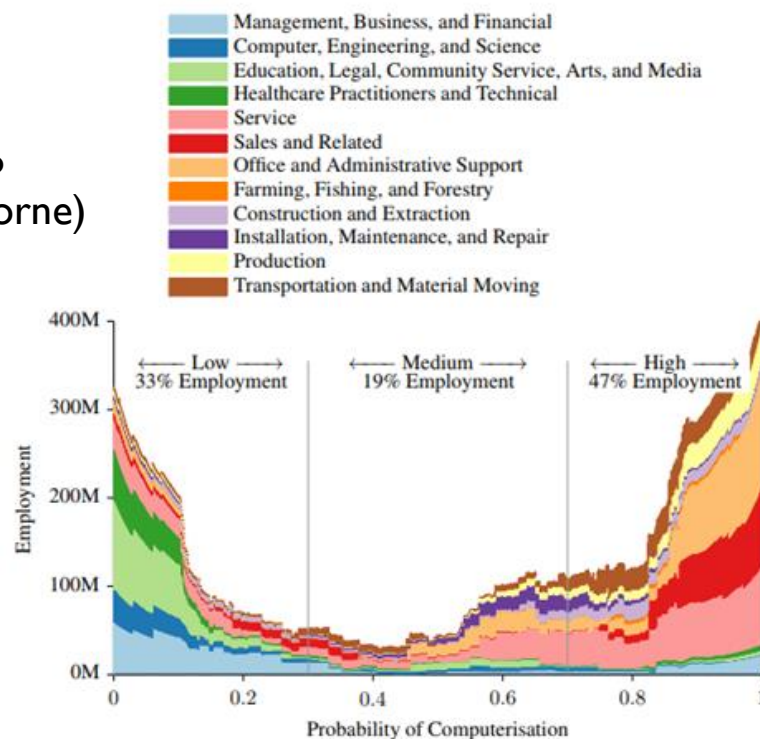 Management, Business, and Financial
Computer, Engineering, and Science
Education, Legal, Community Service, Arts, and Media
Healthcare Practitioners and Technical
Service
Sales and Related
Office and Administrative Support
Farming, Fishing, and Forestry
Construction and Extraction
Installation, Maintenance, and Repair
Production
Transportation and Material Moving
orne)
400M
300M
200M
100M
0M
Employment
←— Low —→
33% Employment
←— Medium —→
19% Employment
←— High —→
47% Employment
0
0.2
0.4
0.6
0.8
Probability of Computerisation